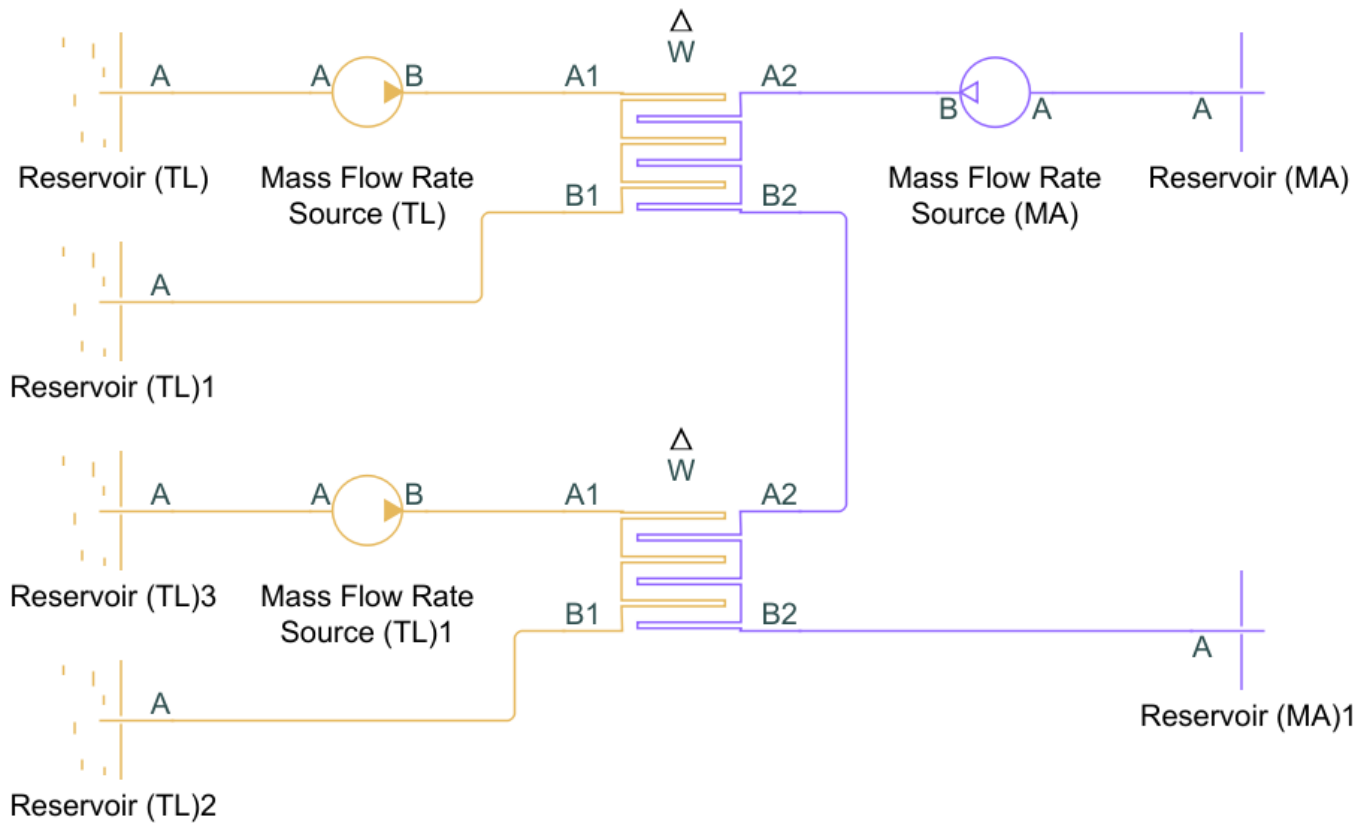 W
A A B A1 A2 B A A
Reservoir (TL) Mass Flow Rate Mass Flow Rate Reservoir (MA)
Source (TL) B1 B2 Source (MA)
A
Reservoir (TL)1
W
A A B A1 A2
Reservoir (TL)3 Mass Flow Rate B1 B2
Source (TL)1 A
A Reservoir (MA)1
Reservoir (TL)2